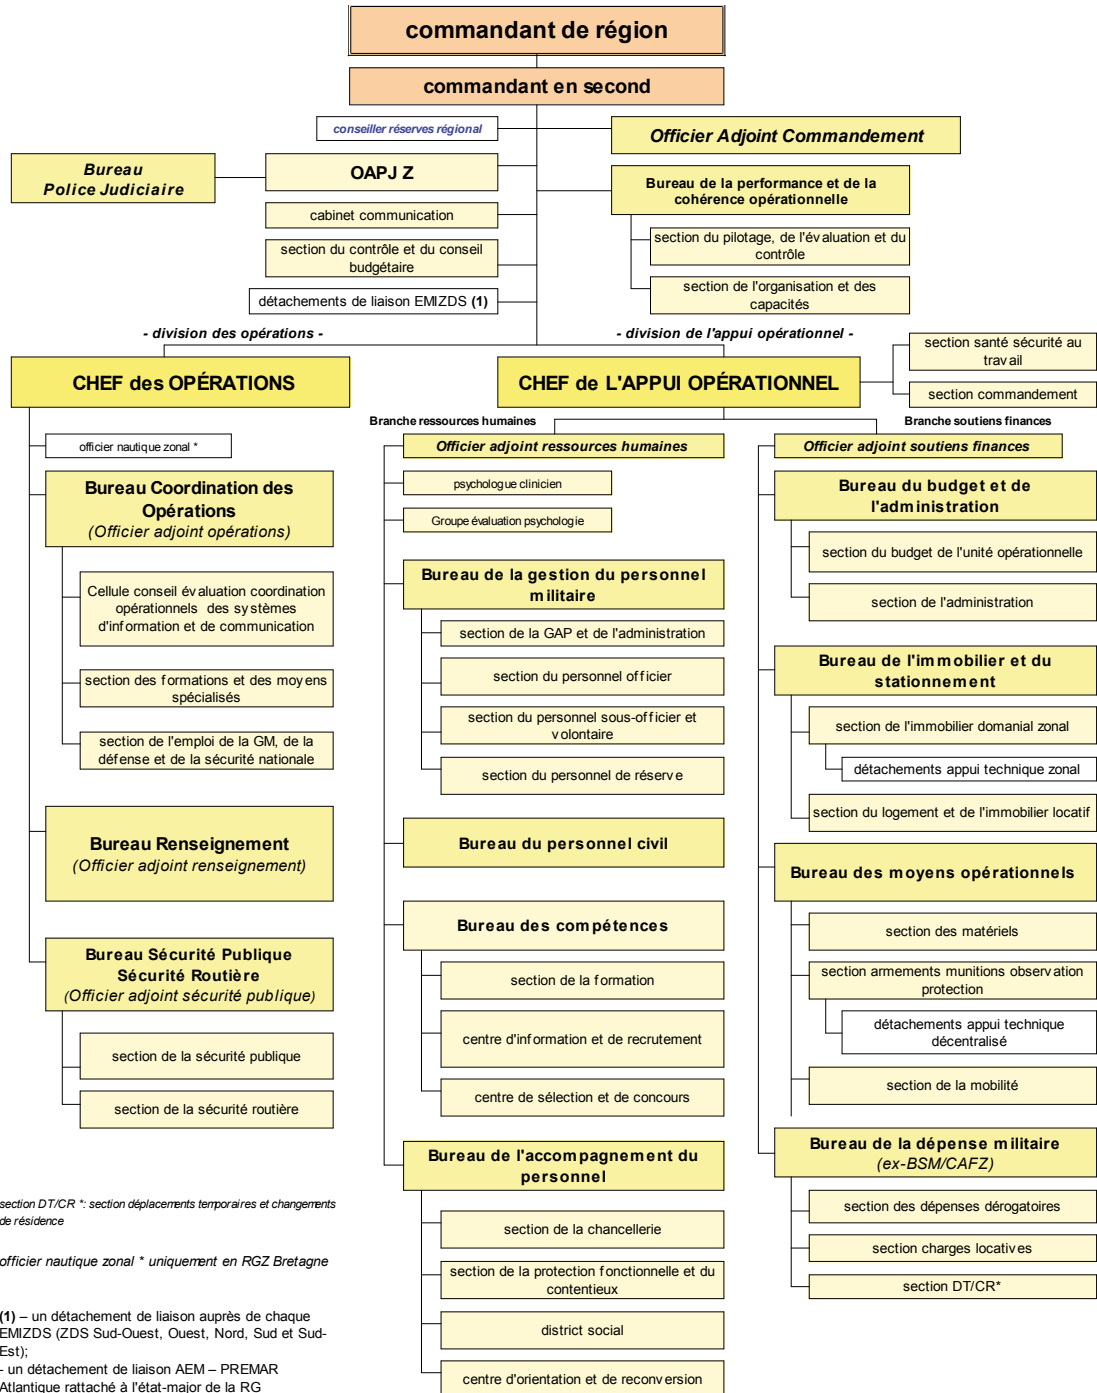 commandant de région
commandant en second
conseiller réserves régional
Officier Adjoint Commandement
Bureau
Police Judiciaire
OAPJ Z
Bureau de la performance et de la
cohérence opérationnelle
cabinet communication
section du pilotage, de l'évaluation et du
contrôle
section du contrôle et du conseil
budgétaire
section de l'organisation et des
capacités
détachements de liaison EMIZDS (1)
- division des opérations -
- division de l'appui opérationnel -
CHEF des OPÉRATIONS
CHEF de L'APPUI OPÉRATIONNEL
section santé sécurité au
travail
section commandement
Branche ressources humaines
Branche soutiens finances
officier nautique zonal *
Bureau Coordination des
Opérations
(Officier adjoint opérations)
Cellule conseil évaluation coordination
opérationnels des systèmes
d'information et de communication
section des formations et des moyens
spécialisés
section de l'emploi de la GM, de la
défense et de la sécurité nationale
Bureau Renseignement
(Officier adjoint renseignement)
Bureau Sécurité Publique
Sécurité Routière
(Officier adjoint sécurité publique)
section de la sécurité publique
section de la sécurité routière
Officier adjoint ressources humaines
psychologue clinicien
Groupe évaluation psychologie
Bureau de la gestion du personnel
militaire
section de la GAP et de l'administration
section du personnel officier
section du personnel sous-officier et
volontaire
section du personnel de réserve
Bureau du personnel civil
Bureau des compétences
section de la formation
centre d'information et de recrutement
centre de sélection et de concours
Bureau de l'accompagnement du
personnel
section de la chancellerie
section de la protection fonctionnelle et du
contentieux
district social
centre d'orientation et de reconversion
Officier adjoint soutiens finances
Bureau du budget et de
l'administration
section du budget de l'unité opérationnelle
section de l'administration
Bureau de l'immobilier et du
stationnement
section de l'immobilier domanial zonal
détachements appui technique zonal
section du logement et de l'immobilier locatif
Bureau des moyens opérationnels
section des matériels
section armements munitions observation
protection
détachements appui technique
décentralisé
section de la mobilité
Bureau de la dépense militaire
(ex-BSM/CAFZ)
section des dépenses dérogatoires
section charges locatives
section DT/CR*
section DT/CR *: section déplacements temporaires et changements
de résidence
officier nautique zonal * uniquement en RGZ Bretagne
(1) – un détachement de liaison auprès de chaque
EMIZDS (ZDS Sud-Ouest, Ouest, Nord, Sud et Sud-
Est);
- un détachement de liaison AEM – PREMAR
Atlantique rattaché à l'état-major de la RG